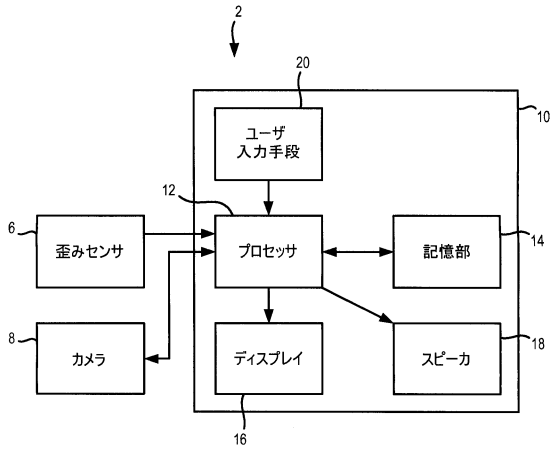 2
20
10
ユーザ
入力手段
12
6
歪みセンサ
プロセッサ
記憶部
14
8
カメラ
ディスプレイ
スピーカ
18
16